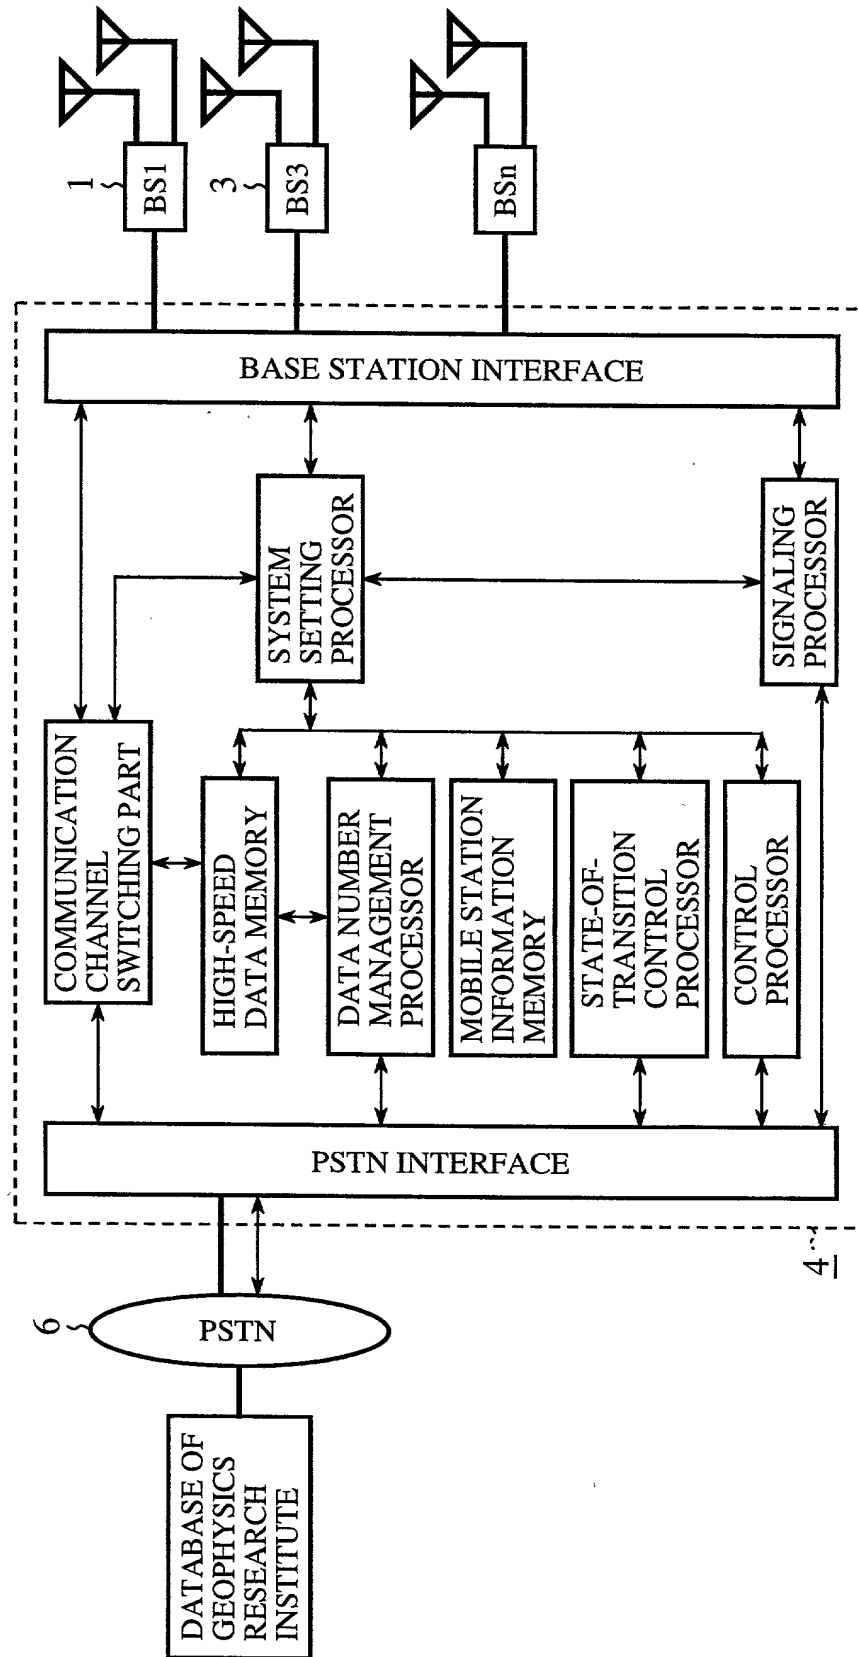 DATABASE OF
GEOPHYSICS
RESEARCH
INSTITUTE
6
PSTN
4
PSTN INTERFACE
COMMUNICATION
CHANNEL
SWITCHING PART
HIGH-SPEED
DATA MEMORY
DATA NUMBER
MANAGEMENT
PROCESSOR
MOBILE STATION
INFORMATION
MEMORY
STATE-OF-
TRANSITION
CONTROL
PROCESSOR
CONTROL
PROCESSOR
SYSTEM
SETTING
PROCESSOR
SIGNALING
PROCESSOR
BASE STATION INTERFACE
1
BS1
3
BS3
BSn